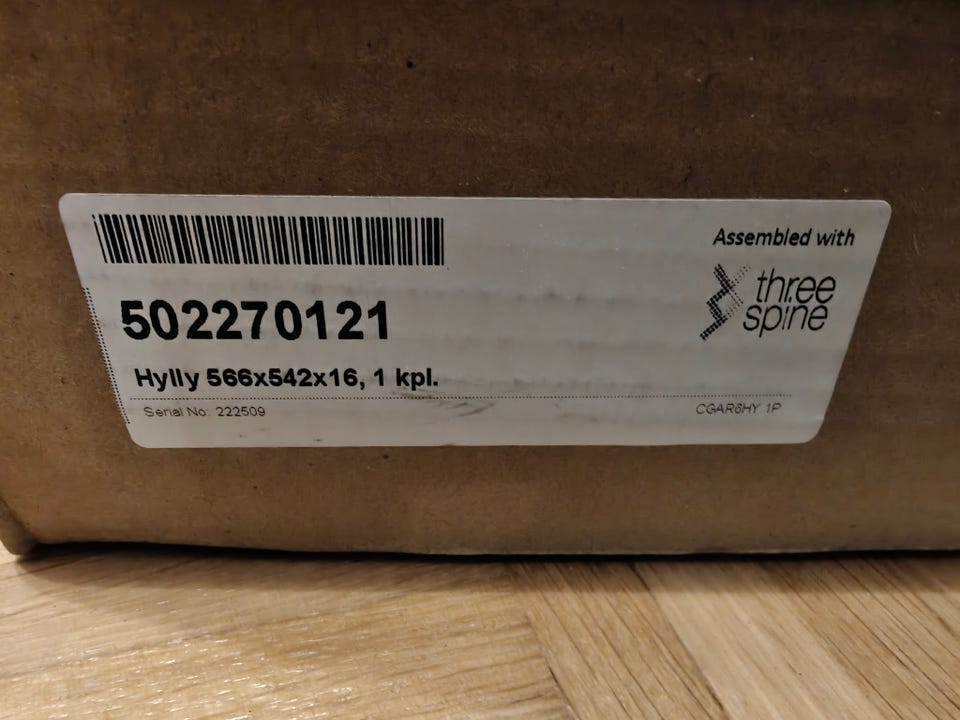 Assembled with
three
spine
502270121
Hylly 566x542x16, 1 kpl.
Serial No: 222509
CGAR6HY 1P